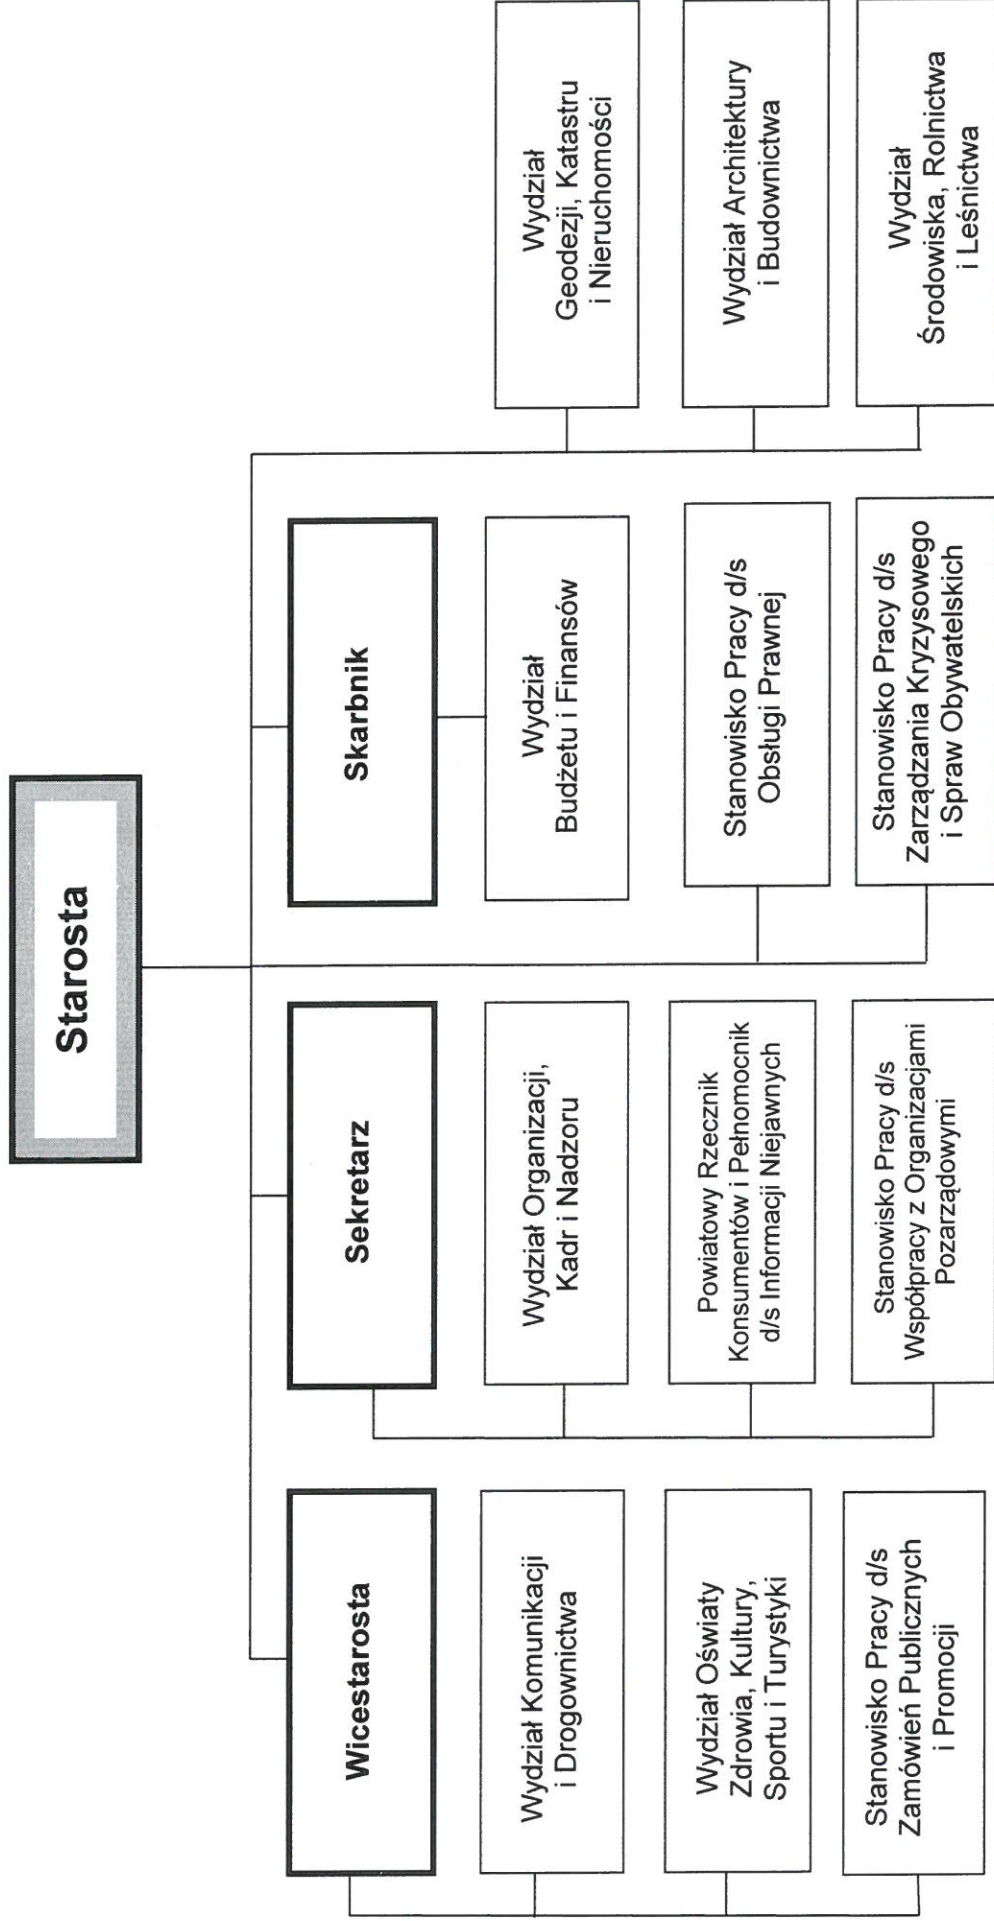 Starosta
Wicestarosta
Wydział Komunikacji
i Drogownictwa
Wydział Oświaty
Zdrowia, Kultury,
Sportu i Turystyki
Stanowisko Pracy d/s
Zamówień Publicznych
i Promocji
Sekretarz
Wydział Organizacji,
Kadr i Nadzoru
Powiatowy Rzecznik
Konsumentów i Pełnomocnik
d/s Informacji Niejawnych
Stanowisko Pracy d/s
Współpracy z Organizacjami
Pozarządowymi
Skarbnik
Wydział
Budżetu i Finansów
Stanowisko Pracy d/s
Obsługi Prawnej
Stanowisko Pracy d/s
Zarządzania Kryzysowego
i Spraw Obywatelskich
Wydział
Geodezji, Katastru
i Nieruchomości
Wydział Architektury
i Budownictwa
Wydział
Środowiska, Rolnictwa
i Leśnictwa